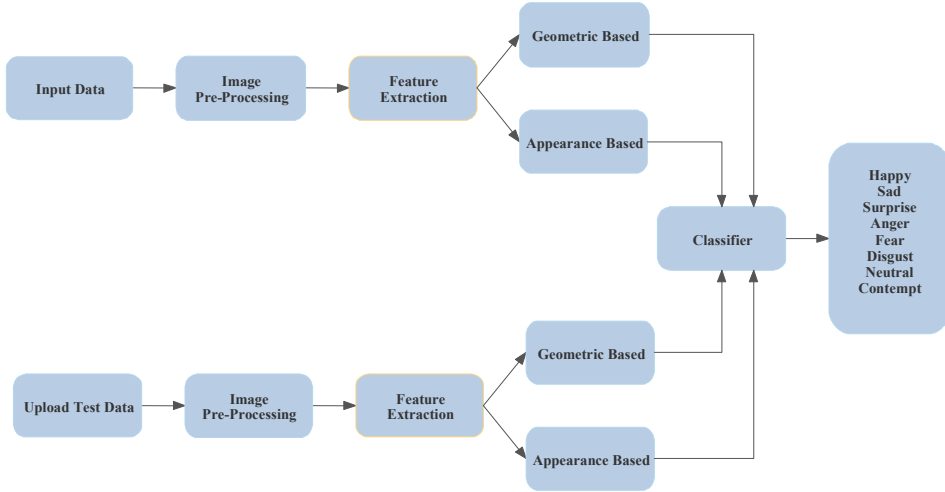 Input Data
Image
Pre-Processing
Feature
Extraction
Geometric Based
Appearance Based
Classifier
Happy
Sad
Surprise
Anger
Fear
Disgust
Neutral
Contempt
Upload Test Data
Image
Pre-Processing
Feature
Extraction
Geometric Based
Appearance Based